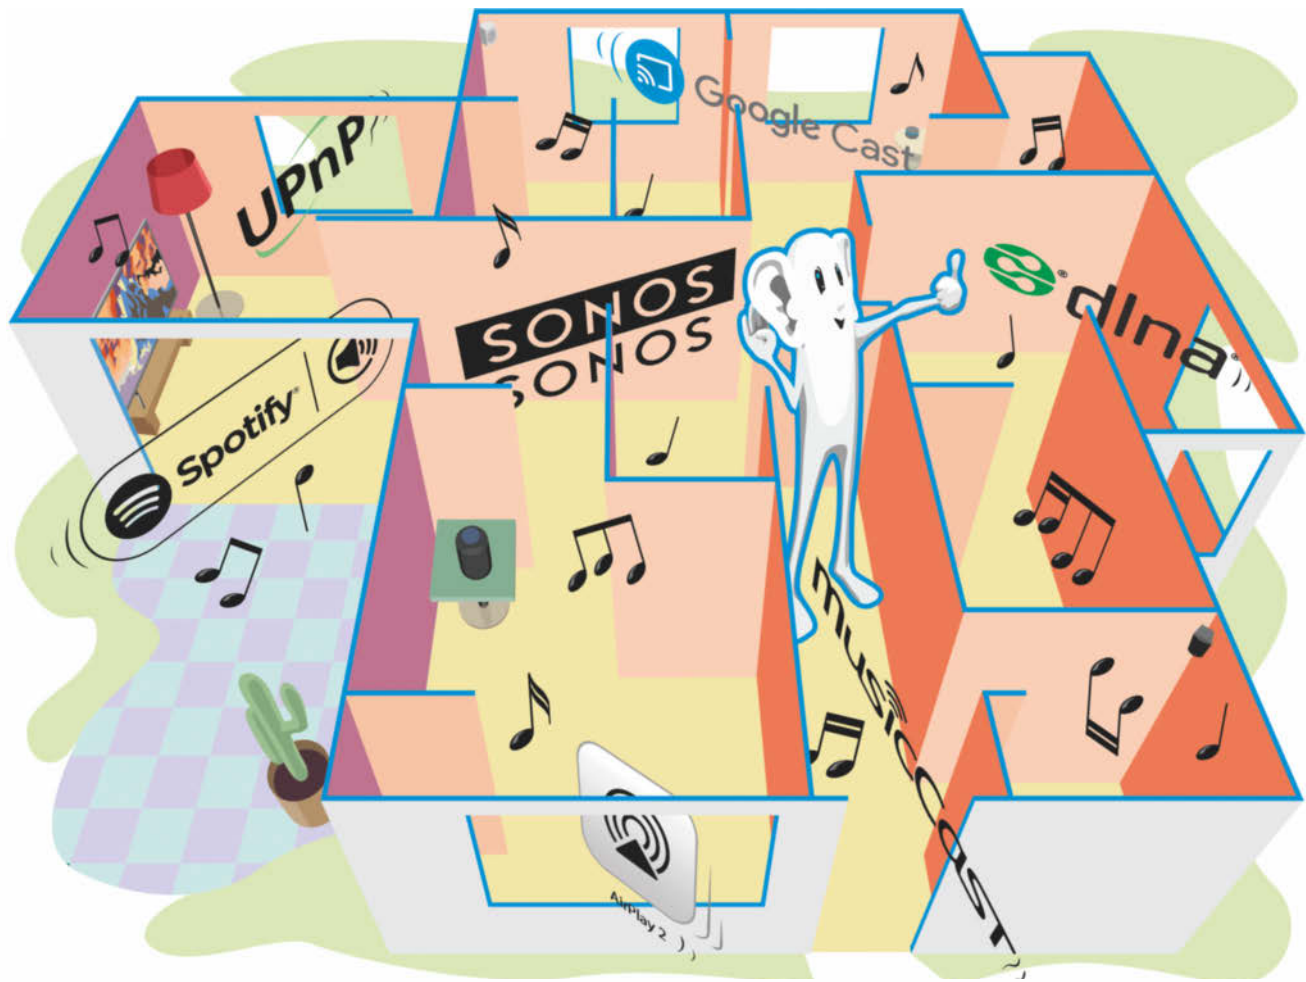 Google Cast
UPnP
SONOS
SONOS
dlna
Spotify
musicCast
AirPlay 2